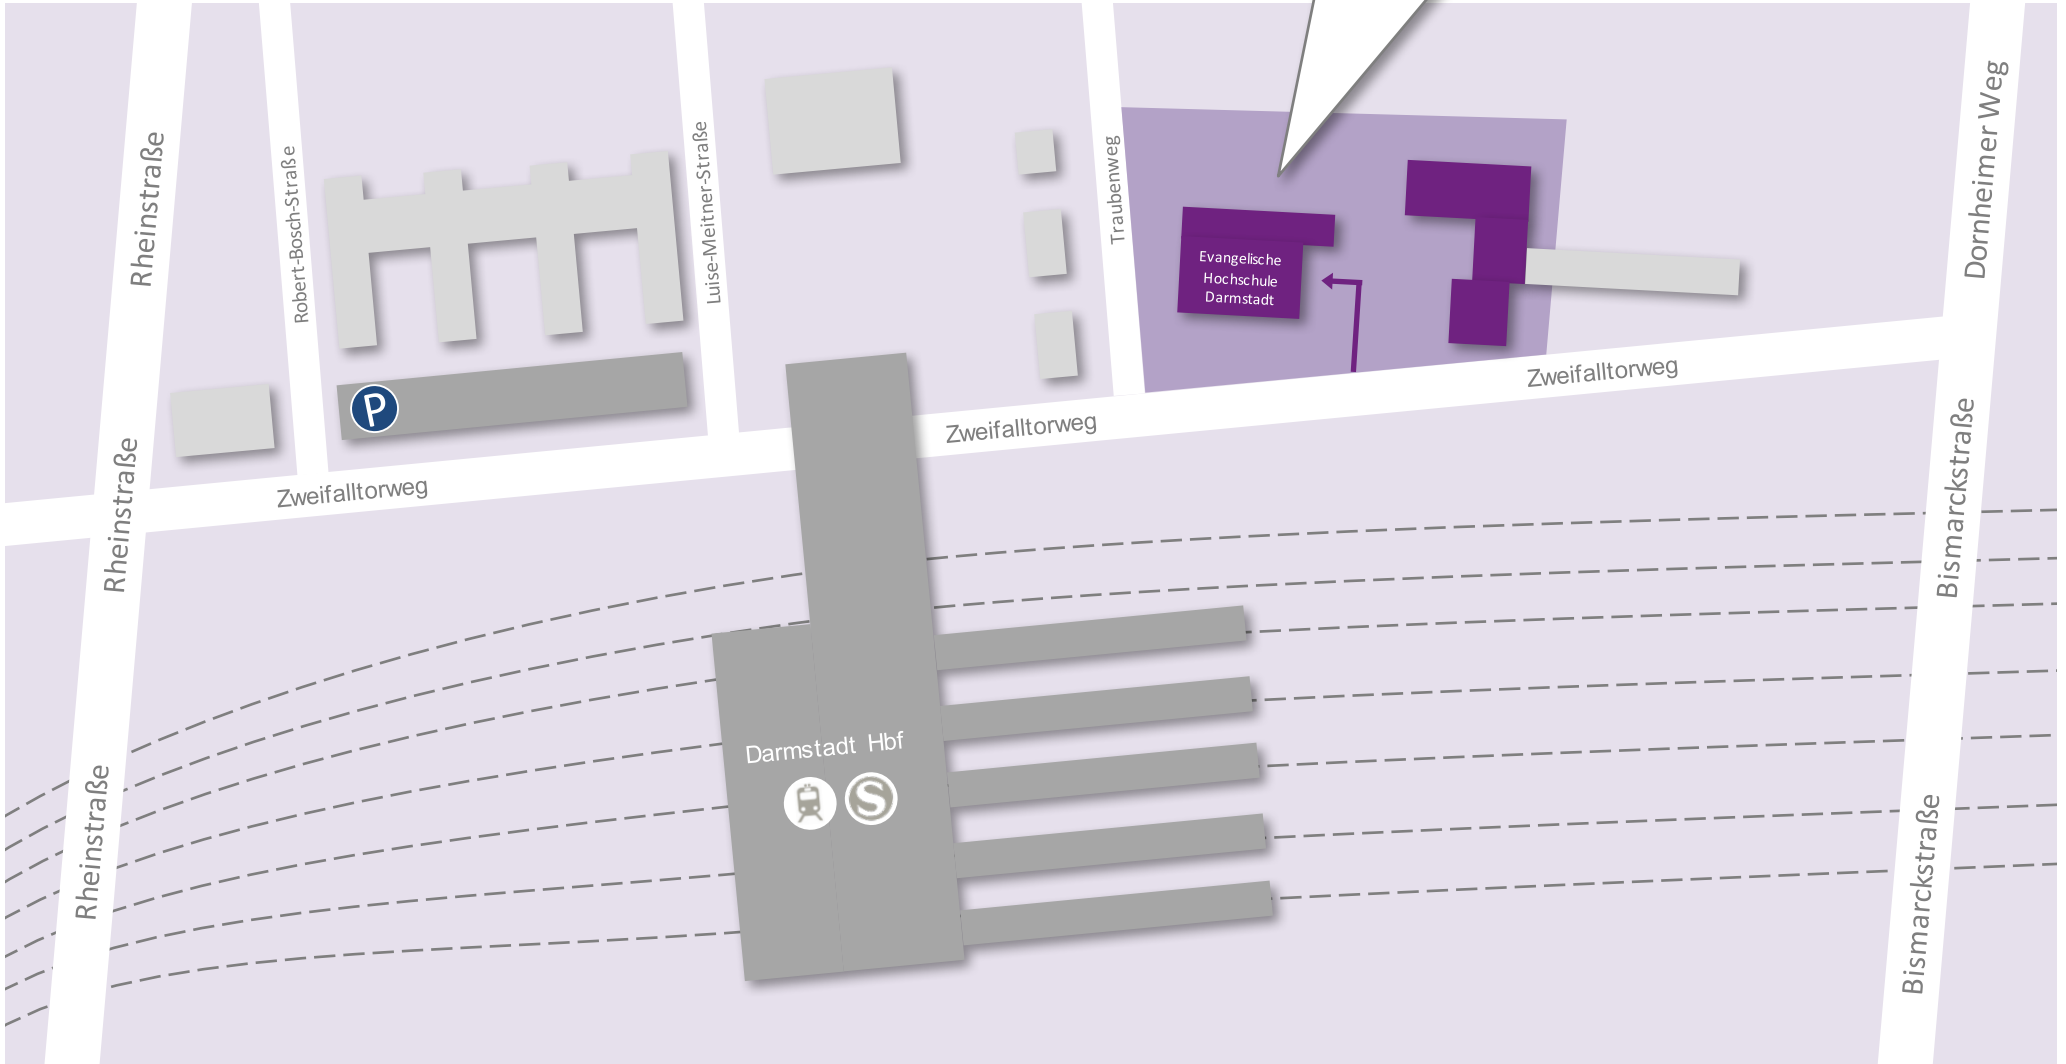 Rheinstraße
Robert-Bosch-Straße
Luise-Meitner-Straße
Traubenweg
Dornheimer Weg
Evangelische
Hochschule
Darmstadt
P
Zweifalltorweg
Zweifalltorweg
Zweifalltorweg
Rheinstraße
Bismarckstraße
Darmstadt Hbf
S
Rheinstraße
Bismarckstraße